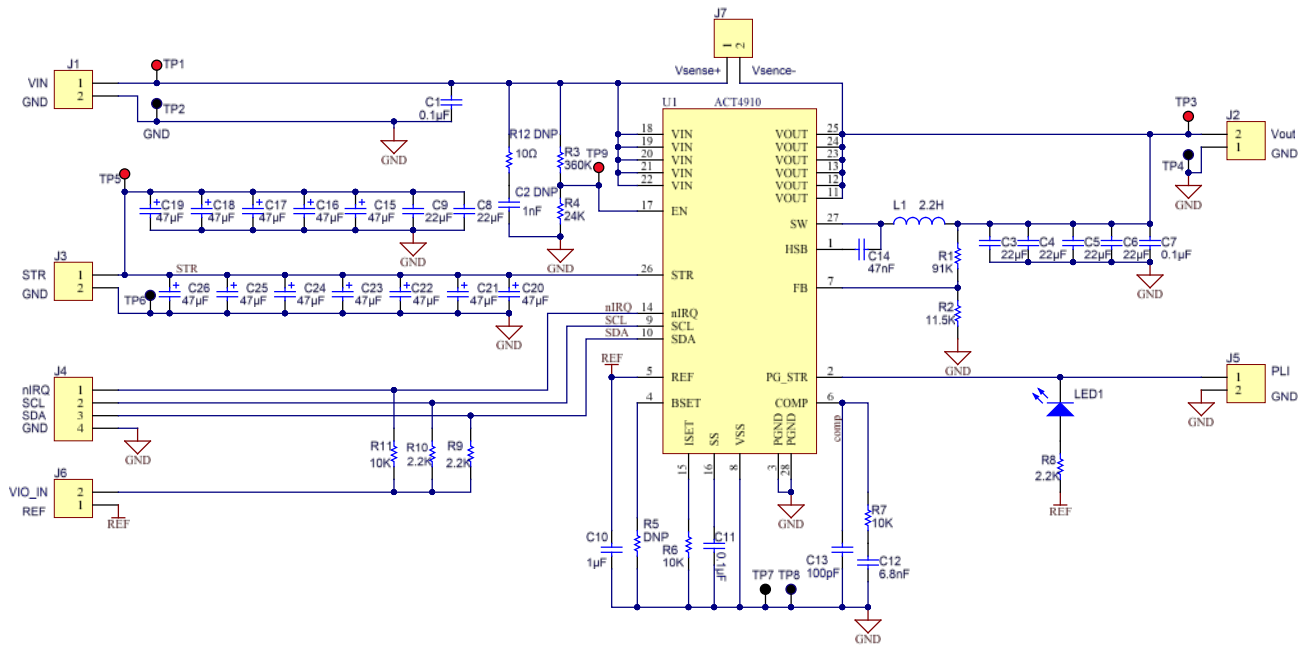 J7
1
2
Vsense+
Vsence-
J1
VIN
GND
1
2
TP1
TP2
GND
C1
0.1µF
GND
R12 DNP
10Ω
C2 DNP
1nF
R3
360K
TP9
R4
24K
GND
U1
ACT4910
18
VIN
19
VIN
20
VIN
21
VIN
22
VIN
17
EN
26
STR
14
nIRQ
9
SCL
10
SDA
5
REF
4
BSET
VOUT
25
VOUT
24
VOUT
23
VOUT
13
VOUT
12
VOUT
11
SW
27
HSB
1
FB
7
PG_STR
2
COMP
6
ISET
15
SS
16
VSS
8
PGND
3
PGND
28
GND
TP3
J2
2
1
Vout
GND
TP4
GND
L1
2.2H
C14
47nF
R1
91K
R2
11.5K
GND
C3
22µF
C4
22µF
C5
22µF
C6
22µF
C7
0.1µF
GND
TP5
C19
47µF
C18
47µF
C17
47µF
C16
47µF
C15
47µF
C9
22µF
C8
22µF
GND
J3
STR
GND
1
2
STR
TP6
C26
47µF
C25
47µF
C24
47µF
C23
47µF
C22
47µF
C21
47µF
C20
47µF
GND
nIRQ
SCL
SDA
REF
J4
nIRQ
SCL
SDA
GND
1
2
3
4
GND
R11
10K
R10
2.2K
R9
2.2K
J6
VIO_IN
REF
2
1
REF
J5
1
2
PLI
GND
GND
LED1
R8
2.2K
REF
comp
R7
10K
C12
6.8nF
C13
100pF
C10
1µF
R5
DNP
R6
10K
C11
0.1µF
TP7
TP8
GND